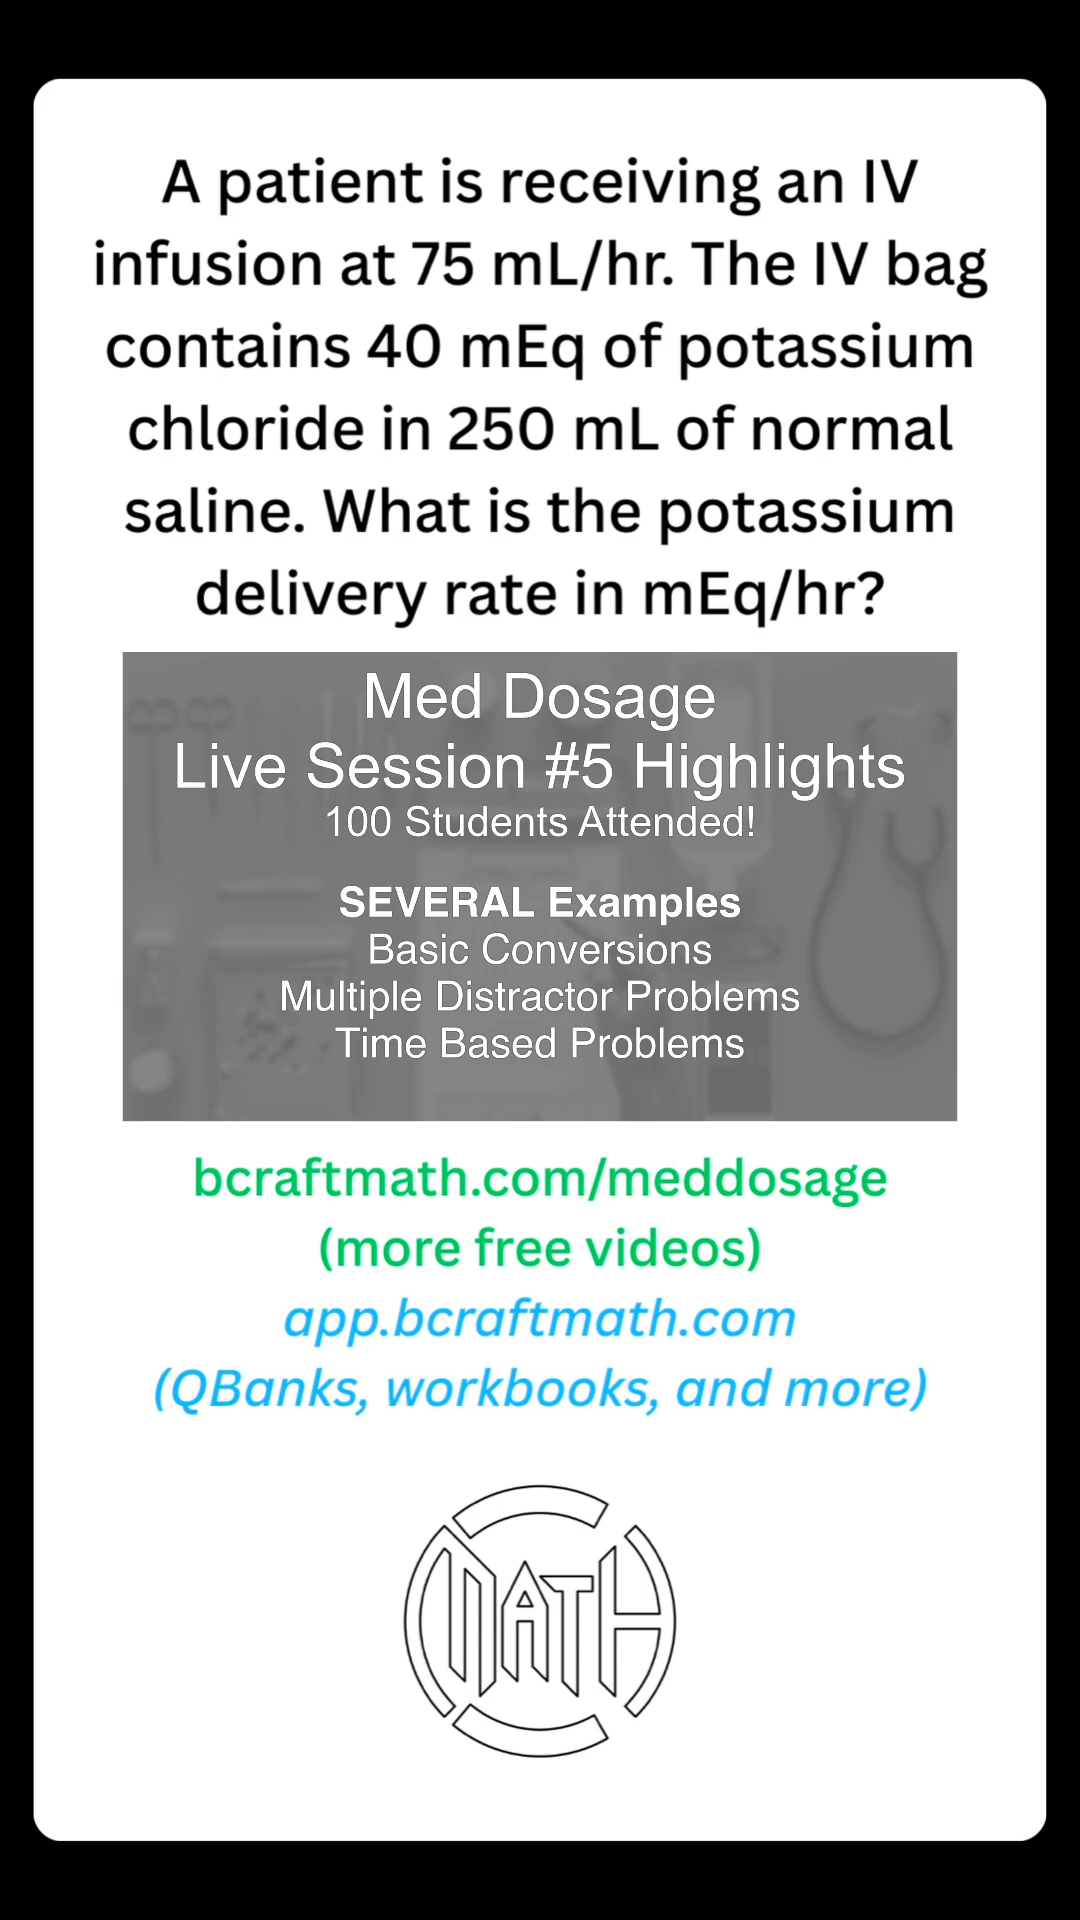 A patient is receiving an IV
infusion at 75 mL/hr. The IV bag
contains 40 mEq of potassium
chloride in 250 mL of normal
saline. What is the potassium
delivery rate in mEq/hr?
Med Dosage
Live Session #5 Highlights
100 Students Attended!
SEVERAL Examples
Basic Conversions
Multiple Distractor Problems
Time Based Problems
bcraftmath.com/meddosage
(more free videos)
app.bcraftmath.com
(QBanks, workbooks, and more)
MATH